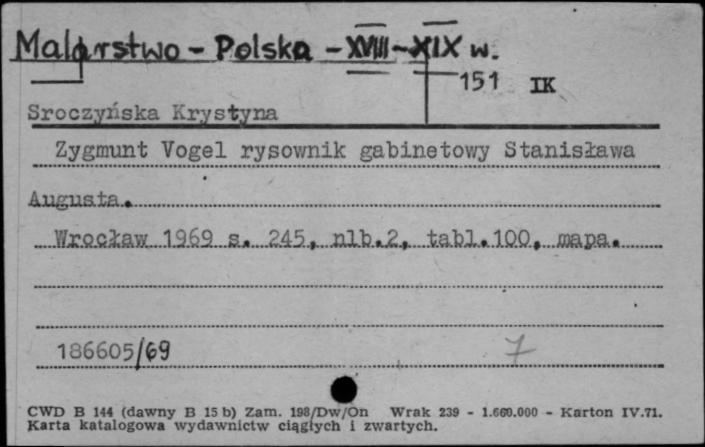 Malarstwo - Polska - XVIII - XIX w.
151 IK
Sroczyńska Krystyna
Zygmunt Vogel rysownik gabinetowy Stanisława
Augusta.
Wrocław 1969 s. 245, nlb.2, tabl.100, mapa.
186605/69 7
CWD B 144 (dawny B 15 b) Zam. 198/Dw/On Wrak 239 - 1.660.000 - Karton IV.71.
Karta katalogowa wydawnictw ciągłych i zwartych.